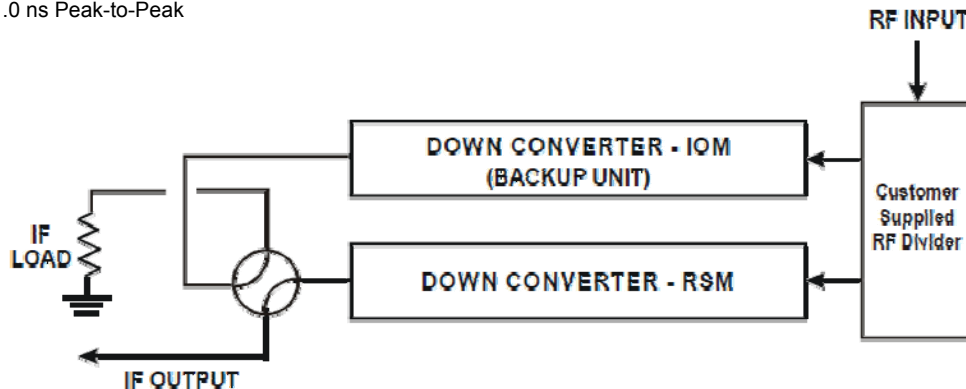 .0 ns Peak-to-Peak
RF INPUT
DOWN CONVERTER - IOM
(BACKUP UNIT)
Customer
Supplied
RF Divider
IF
LOAD
DOWN CONVERTER - RSM
IF OUTPUT